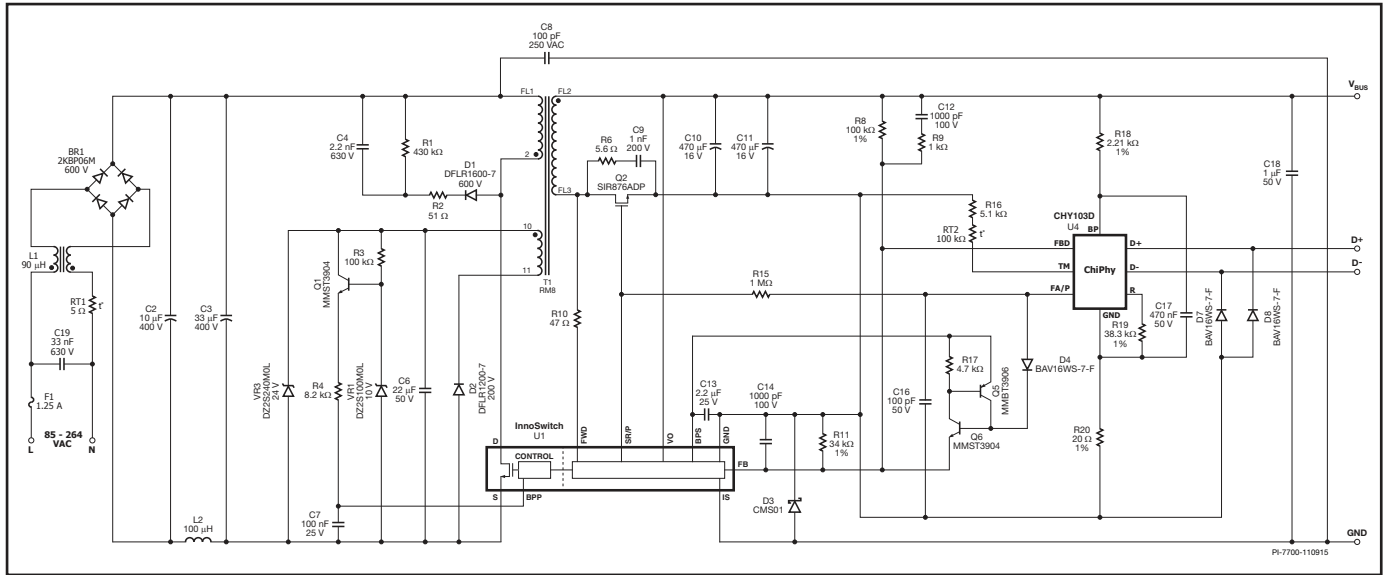 C8
100 pF
250 VAC
FL1
FL2
VBUS
BR1
2KBP06M
600 V
C4
2.2 nF
630 V
R1
430 kΩ
D1
DFLR1600-7
600 V
R2
51 Ω
2
R6
5.6 Ω
C9
1 nF
200 V
Q2
SIR876ADP
FL3
C10
470 μF
16 V
C11
470 μF
16 V
R8
100 kΩ
1%
C12
1000 pF
100 V
R9
1 kΩ
R18
2.21 kΩ
1%
C18
1 μF
50 V
R16
5.1 kΩ
RT2
100 kΩ
t°
CHY103D
U4
BP
FBD
TM
FA/P
ChiPhy
D+
D-
R
GND
D+
D-
L1
90 μH
RT1
5 Ω
t°
C19
33 nF
630 V
F1
1.25 A
85 - 264
VAC
L
N
C2
10 μF
400 V
C3
33 μF
400 V
L2
100 μH
Q1
MMST3904
R3
100 kΩ
10
11
T1
RM8
VR3
DZ2S240M0L
24 V
R4
8.2 kΩ
VR1
DZ2S100M0L
10 V
C6
22 μF
50 V
D2
DFLR1200-7
200 V
C7
100 nF
25 V
R10
47 Ω
R15
1 MΩ
InnoSwitch
U1
D
CONTROL
S
BPP
FWD
SR/P
VO
BPS
GND
FB
IS
C13
2.2 μF
25 V
C14
1000 pF
100 V
R11
34 kΩ
1%
D3
CMS01
C16
100 pF
50 V
R17
4.7 kΩ
Q5
MMBT3906
Q6
MMST3904
D4
BAV16WS-7-F
R19
38.3 kΩ
1%
C17
470 nF
50 V
D7
BAV16WS-7-F
D8
BAV16WS-7-F
R20
20 Ω
1%
GND
PI-7700-110915